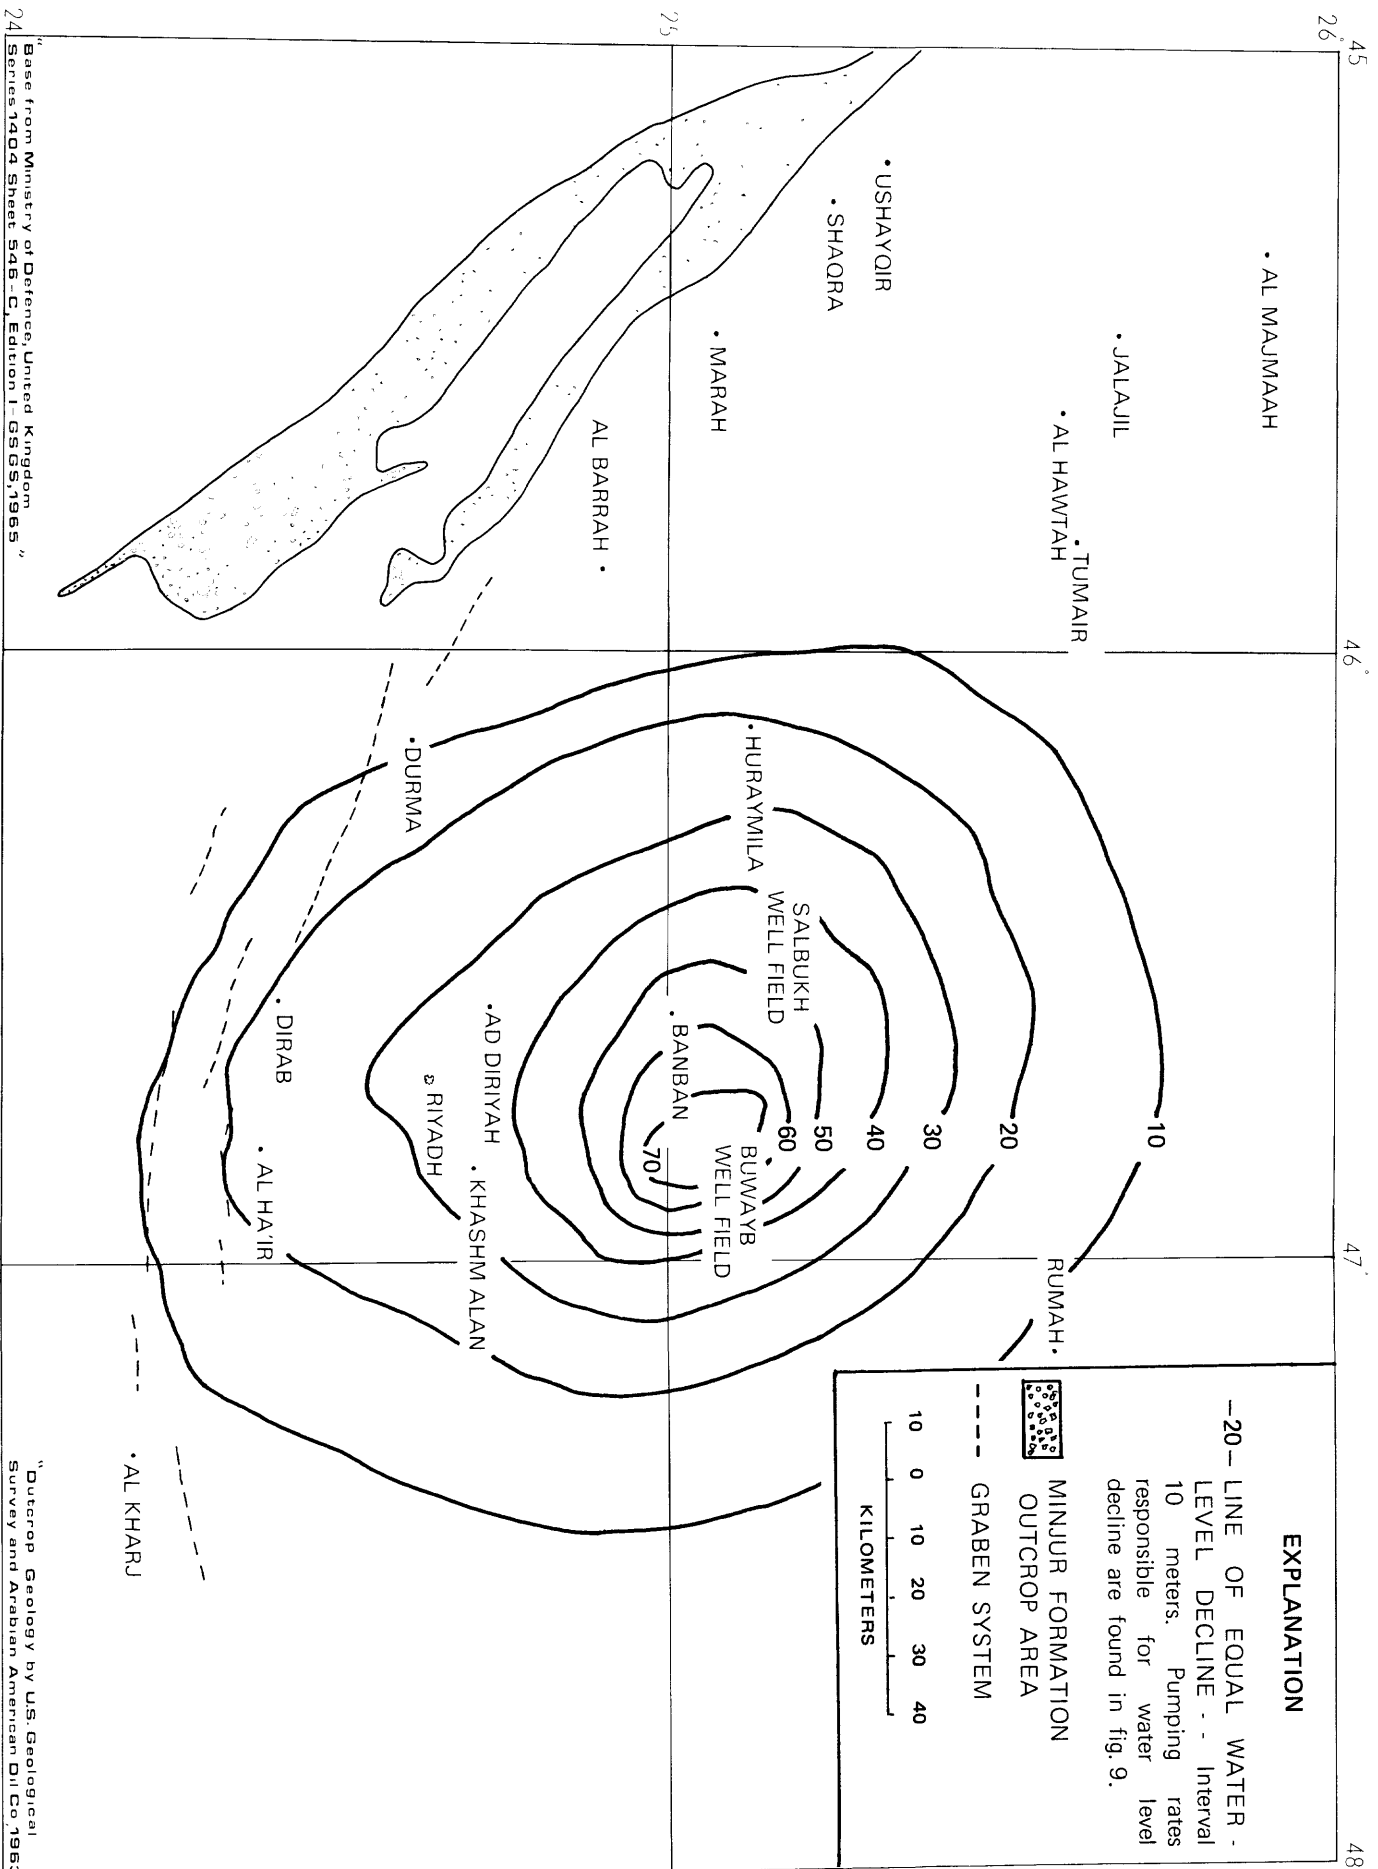 45
46°
47°
48
26°
25
24
• AL MAJMAAH
• JALAJIL
• AL HAWTAH
• TUMAIR
• USHAYQIR
• SHAQRA
• MARAH
AL BARRAH •
• HURAYMILA
SALBUKH
WELL FIELD
• DURMA
• BANBAN
BUWAYB
WELL FIELD
• AD DIRIYAH
RIYADH
• KHASHM ALAN
• DIRAB
• AL HA'IR
RUMAH •
• AL KHARJ
10
20
30
40
50
60
70
EXPLANATION
—20— LINE OF EQUAL WATER -
LEVEL DECLINE - - Interval
10 meters. Pumping rates
responsible for water level
decline are found in fig. 9.
MINJUR FORMATION
OUTCROP AREA
GRABEN SYSTEM
10 0 10 20 30 40
KILOMETERS
"Base from Ministry of Defence, United Kingdom
Series 1404 Sheet 545-C, Edition 1-GSGS, 1965"
"Outcrop Geology by U.S. Geological
Survey and Arabian American Oil Co, 196